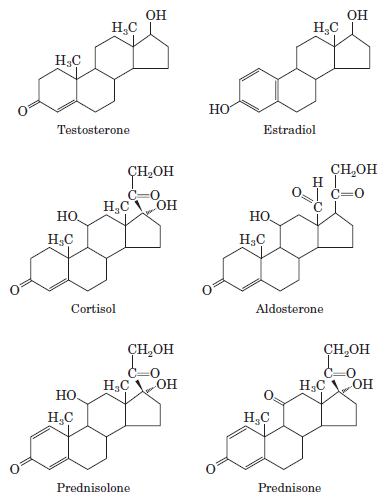 OH
H₃C
H₃C
O
Testosterone
OH
H₃C
HO
Estradiol
CH₂OH
C=O
H₃C
OH
HO
H₃C
O
Cortisol
CH₂OH
H
O
C=O
C
HO
H₃C
O
Aldosterone
CH₂OH
C=O
H₃C
OH
HO
H₃C
O
Prednisolone
CH₂OH
C=O
H₃C
OH
O
H₃C
O
Prednisone